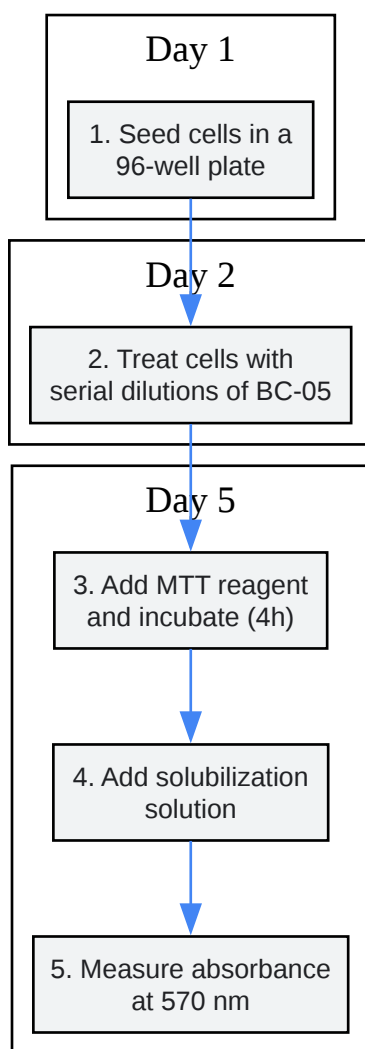 Day 1
1. Seed cells in a
96-well plate
Day 2
2. Treat cells with
serial dilutions of BC-05
Day 5
3. Add MTT reagent
and incubate (4h)
4. Add solubilization
solution
5. Measure absorbance
at 570 nm